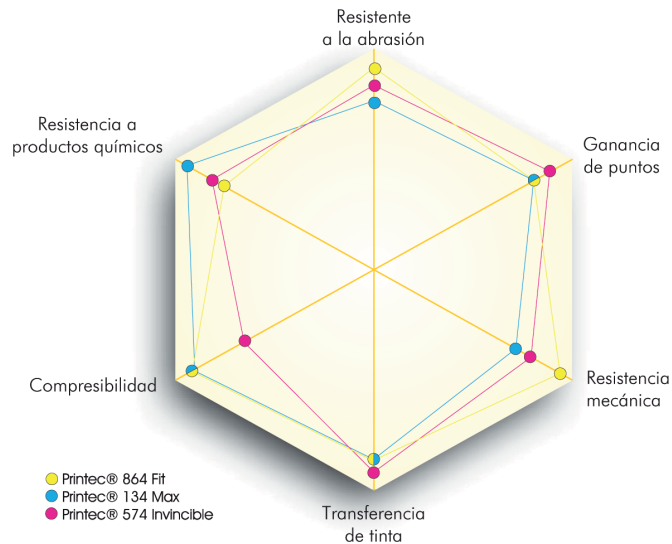 Resistente
a la abrasión
Resistencia a
productos químicos
Ganancia
de puntos
Compresibilidad
Resistencia
mecánica
Printec® 864 Fit
Printec® 134 Max
Printec® 574 Invincible
Transferencia
de tinta